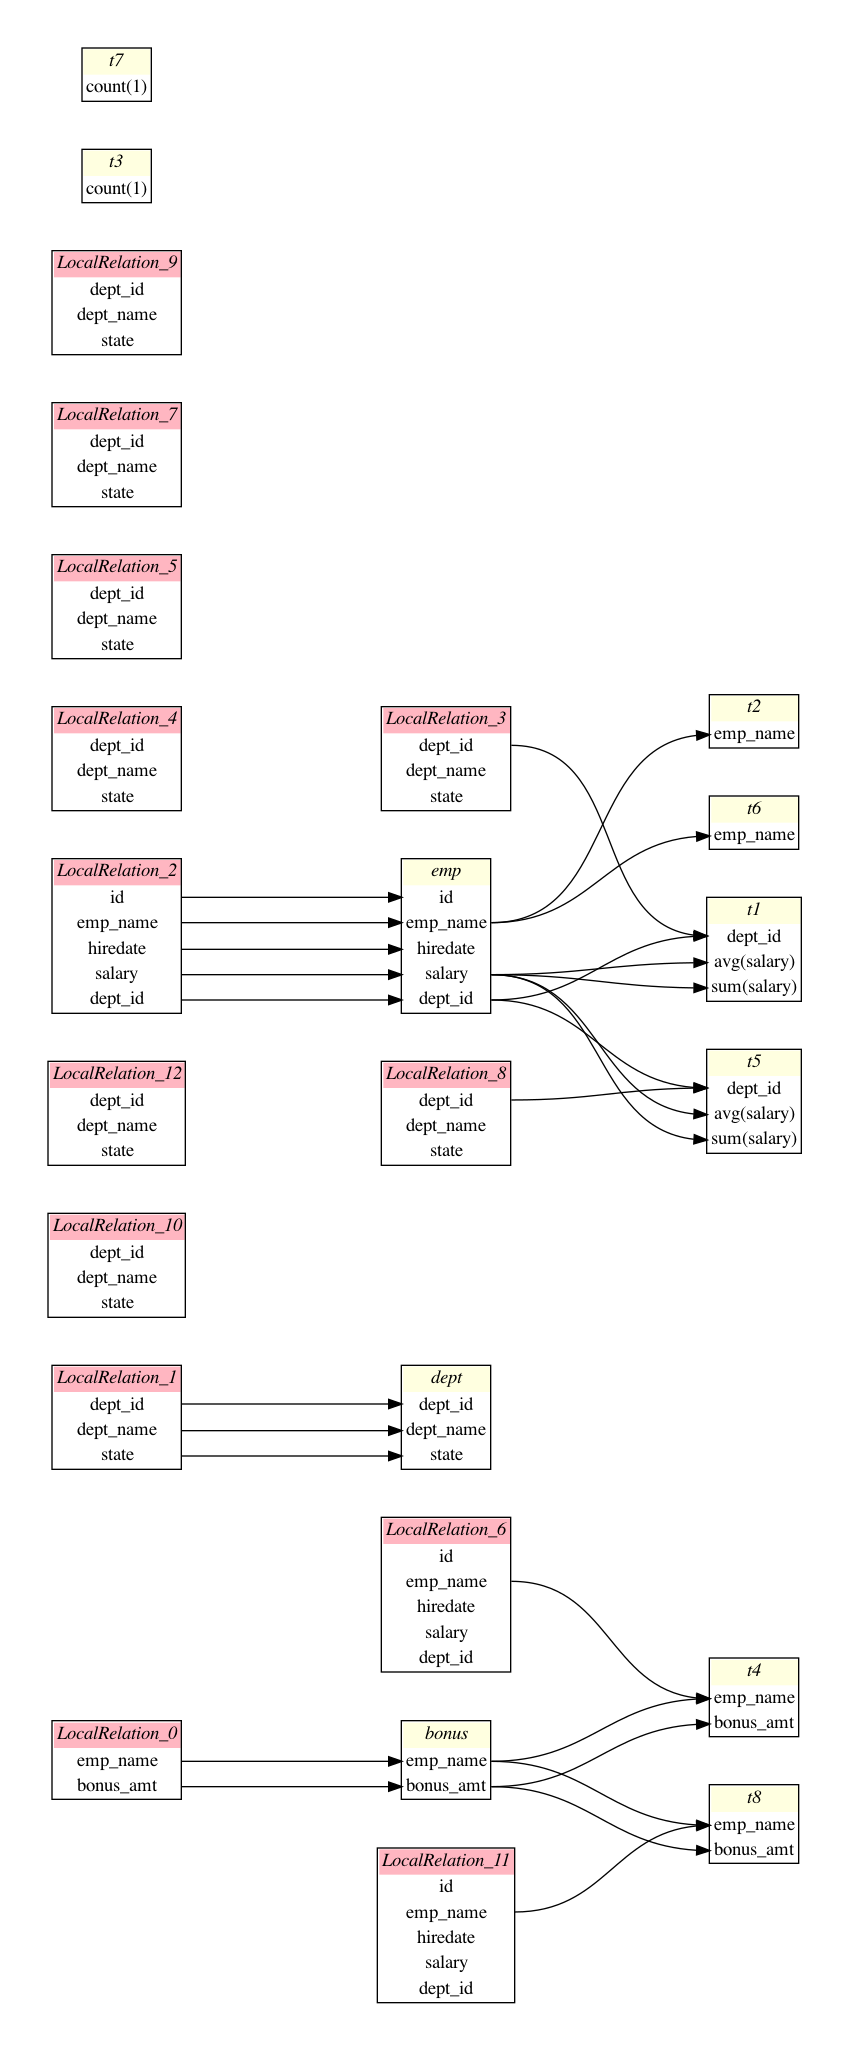 t7
count(1)
t3
count(1)
LocalRelation_9
dept_id
dept_name
state
LocalRelation_7
dept_id
dept_name
state
LocalRelation_5
dept_id
dept_name
state
LocalRelation_4
dept_id
dept_name
state
LocalRelation_3
dept_id
dept_name
state
t2
emp_name
t6
emp_name
LocalRelation_2
id
emp_name
hiredate
salary
dept_id
emp
id
emp_name
hiredate
salary
dept_id
t1
dept_id
avg(salary)
sum(salary)
LocalRelation_12
dept_id
dept_name
state
LocalRelation_8
dept_id
dept_name
state
t5
dept_id
avg(salary)
sum(salary)
LocalRelation_10
dept_id
dept_name
state
LocalRelation_1
dept_id
dept_name
state
dept
dept_id
dept_name
state
LocalRelation_6
id
emp_name
hiredate
salary
dept_id
t4
emp_name
bonus_amt
LocalRelation_0
emp_name
bonus_amt
bonus
emp_name
bonus_amt
t8
emp_name
bonus_amt
LocalRelation_11
id
emp_name
hiredate
salary
dept_id